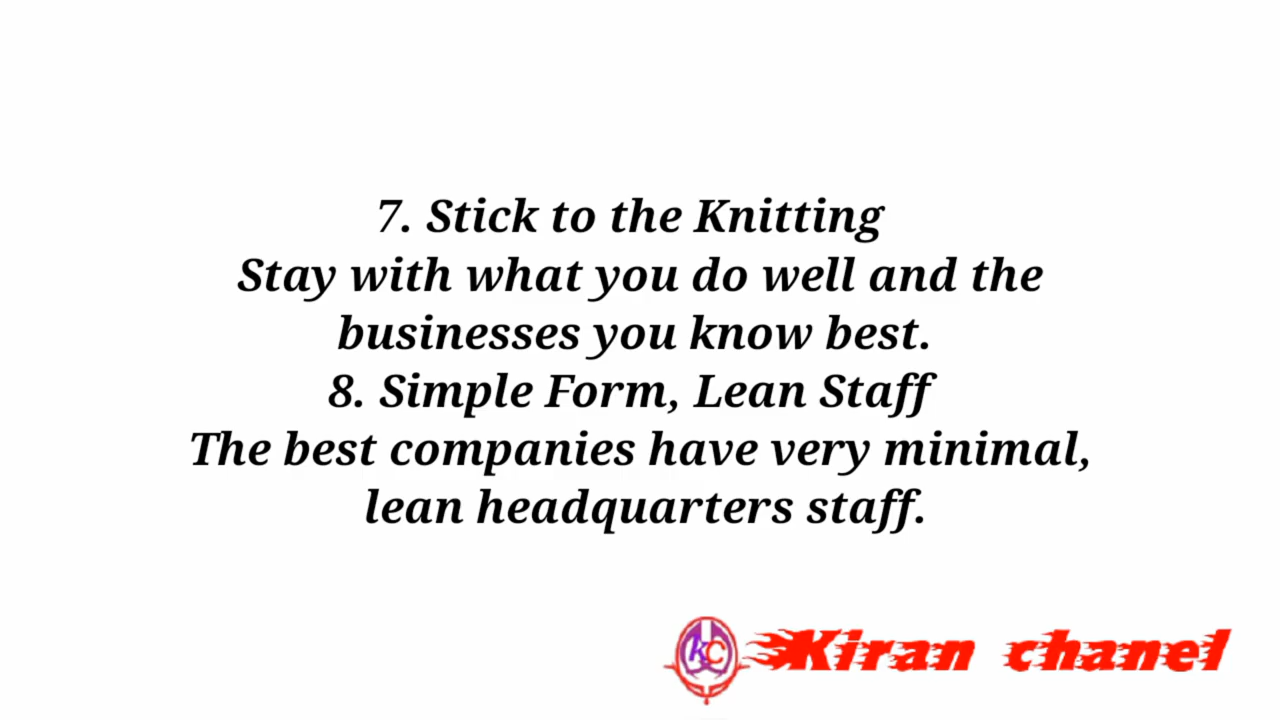 7. Stick to the Knitting
Stay with what you do well and the
businesses you know best.
8. Simple Form, Lean Staff
The best companies have very minimal,
lean headquarters staff.
KC Kiran chanel